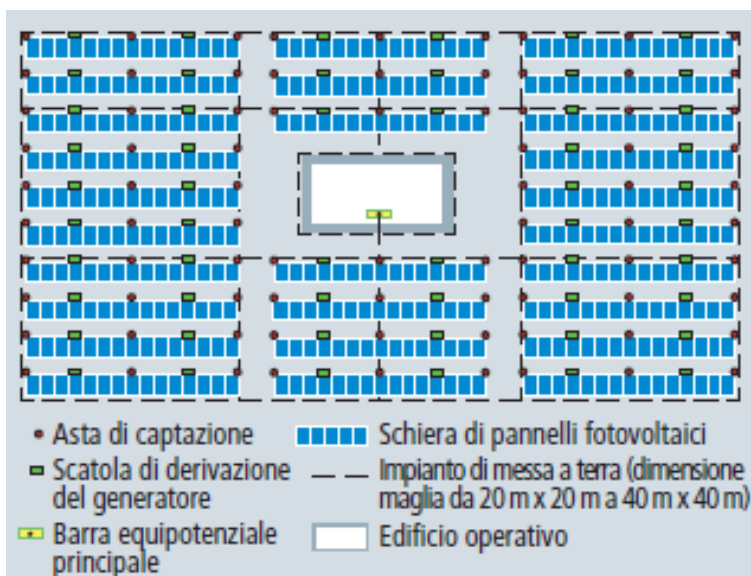 Asta di captazione
Schiera di pannelli fotovoltaici
Scatola di derivazione
del generatore
Impianto di messa a terra (dimensione
maglia da 20 m x 20 m a 40 m x 40 m)
Barra equipotenziale
principale
Edificio operativo